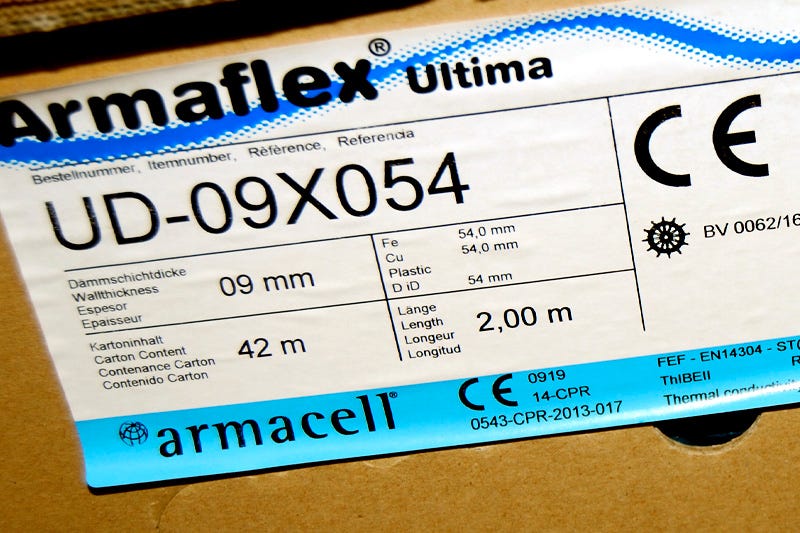 Armaflex® Ultima
Bestellnummer, Itemnumber, Rèfèrence, Referencia
UD-09X054
Dämmschichtdicke
Wallthickness
Espesor
Epaisseur
09 mm
Fe 54,0 mm
Cu 54,0 mm
Plastic
D iD 54 mm
Kartoninhalt
Carton Content
Contenance Carton
Contenido Carton
42 m
Länge
Length
Longeur
Longitud
2,00 m
CE
BV 0062/16
armacell®
CE 0919
14-CPR
0543-CPR-2013-017
FEF - EN14304 - ST(
R
ThIBEII
Thermal conductivit